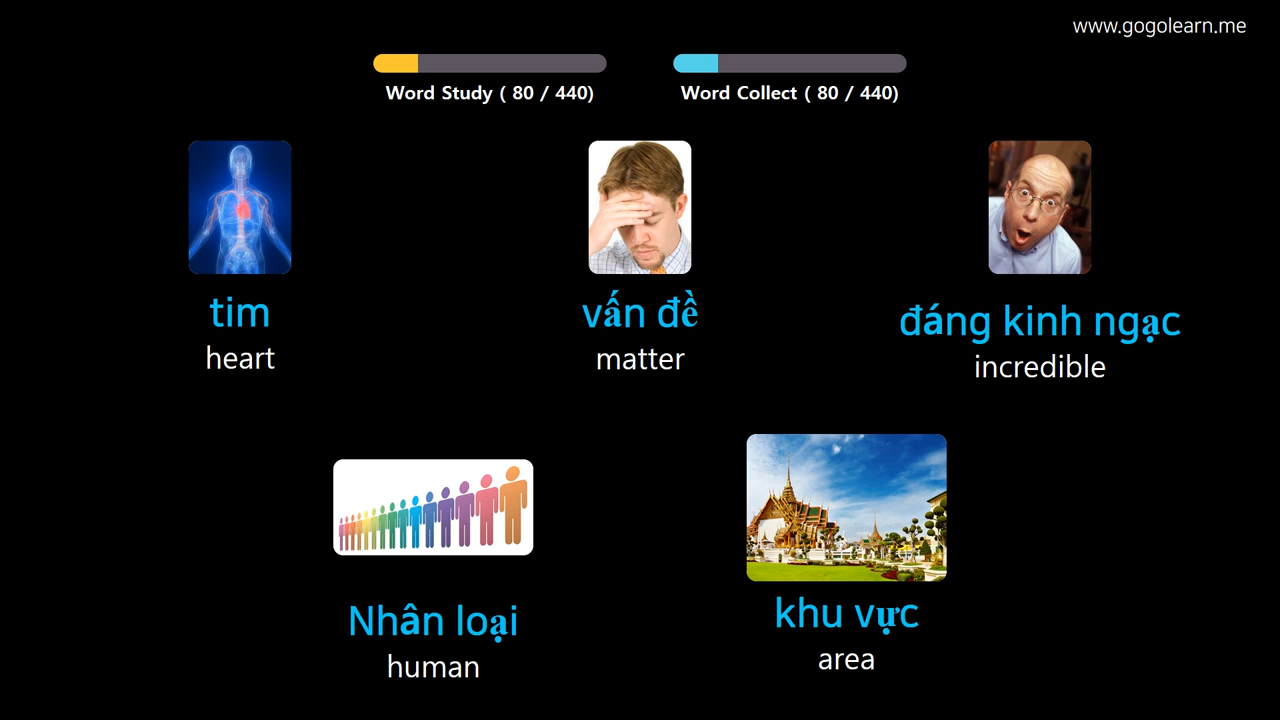 www.gogolearn.me
Word Study ( 80 / 440)
Word Collect ( 80 / 440)
tim
heart
vấn đề
matter
đáng kinh ngạc
incredible
Nhân loại
human
khu vực
area